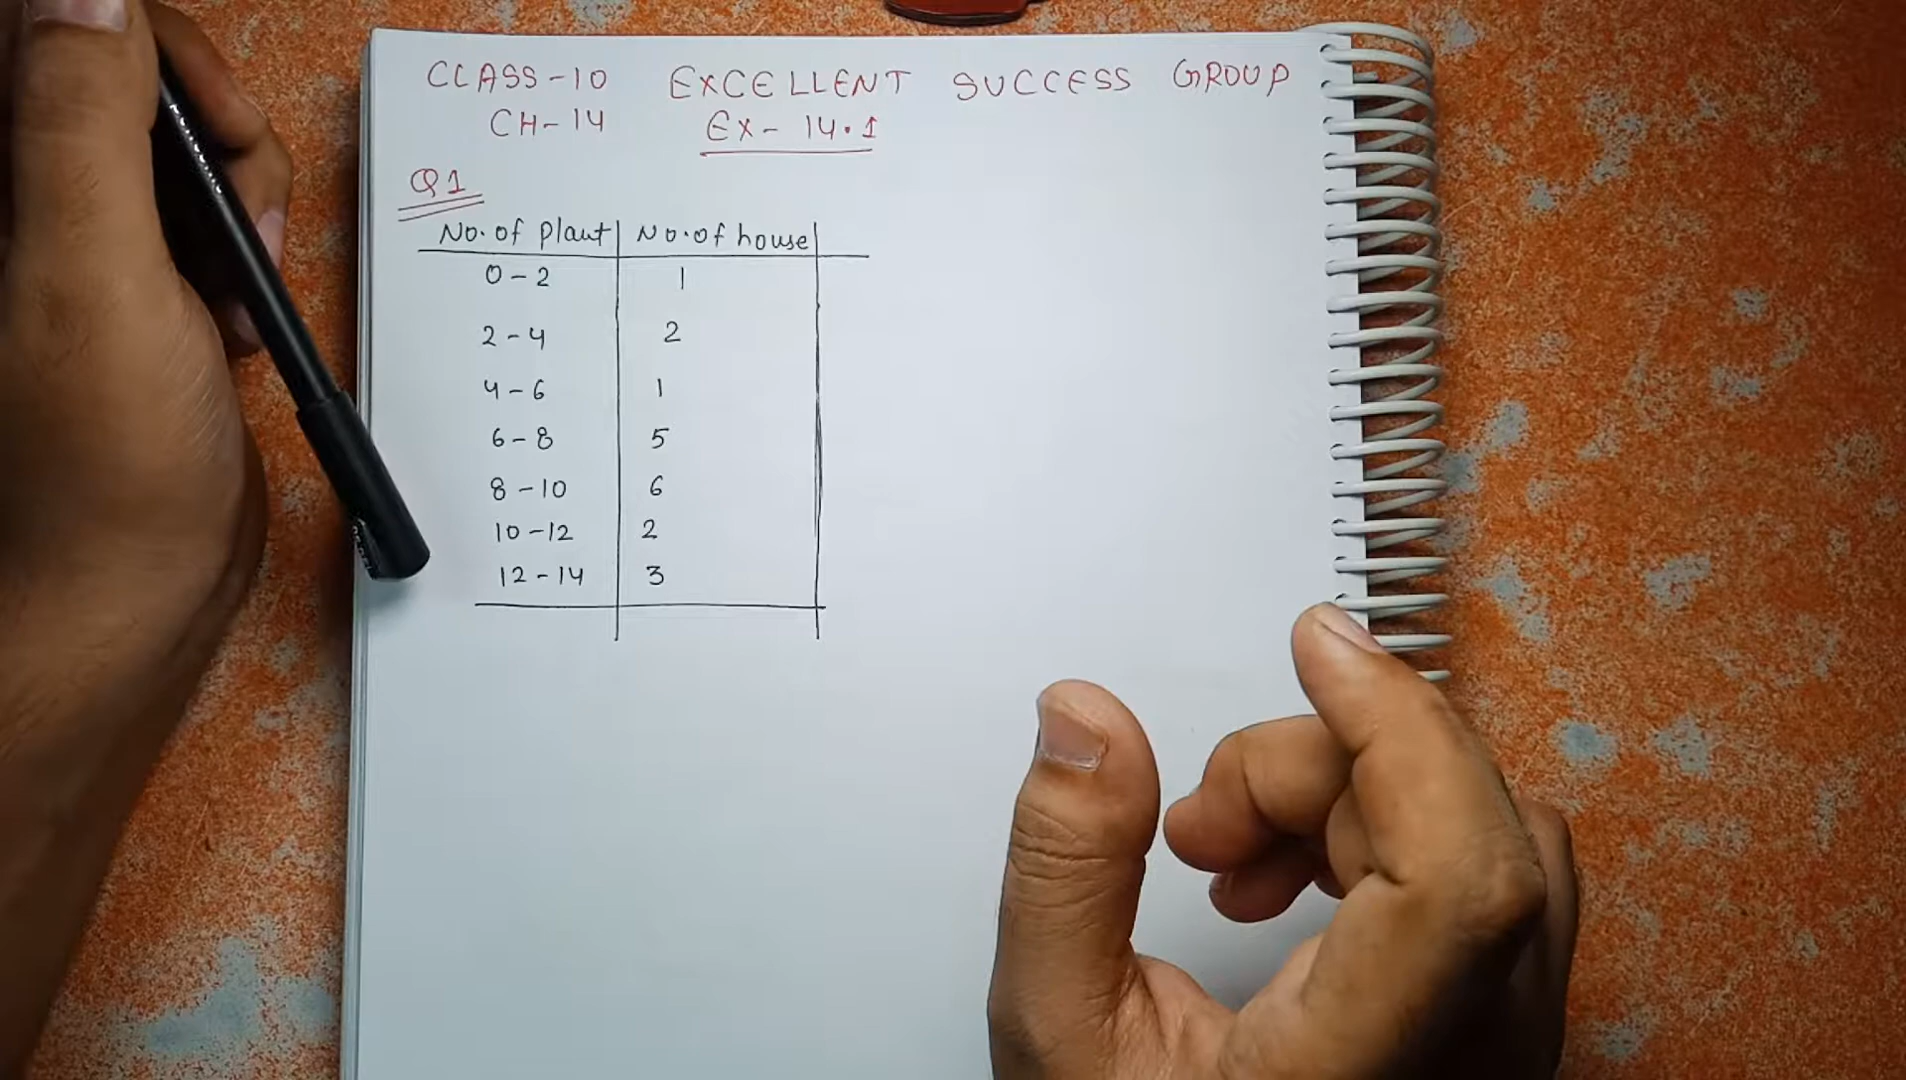 CLASS-10 EXCELLENT SUCCESS GROUP
CH-14 EX- 14.1
Q1
No. of Plant No. of house
0-2 1
2-4 2
4-6 1
6-8 5
8-10 6
10-12 2
12-14 3